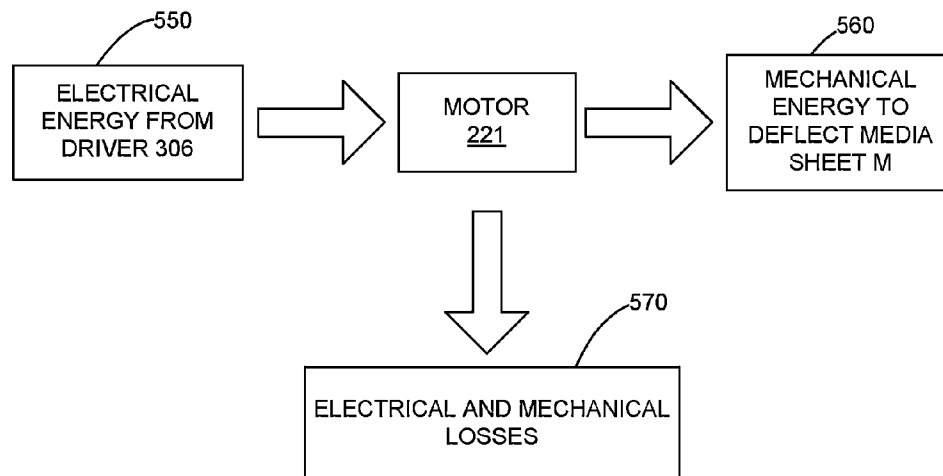 550
ELECTRICAL
ENERGY FROM
DRIVER 306
MOTOR
221
560
MECHANICAL
ENERGY TO
DEFLECT MEDIA
SHEET M
570
ELECTRICAL AND MECHANICAL
LOSSES